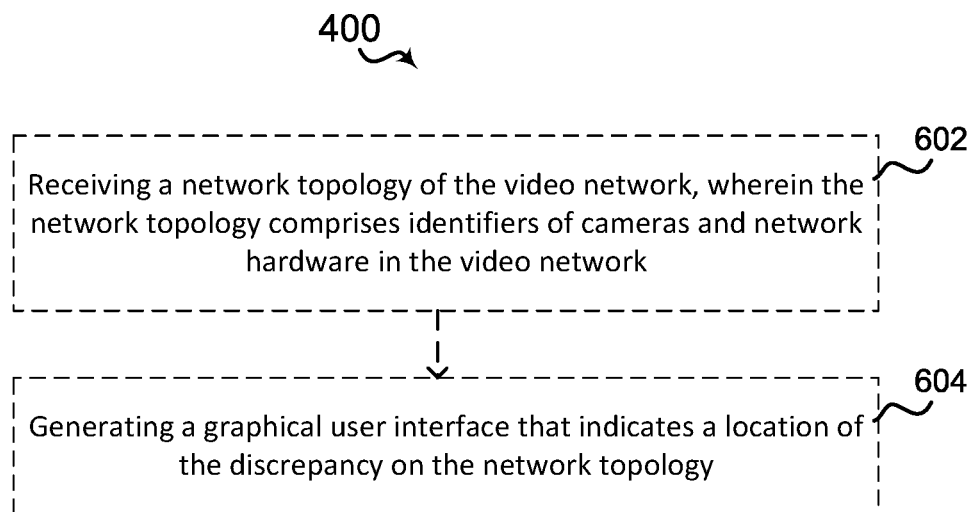 400
602
Receiving a network topology of the video network, wherein the
network topology comprises identifiers of cameras and network
hardware in the video network
604
Generating a graphical user interface that indicates a location of
the discrepancy on the network topology